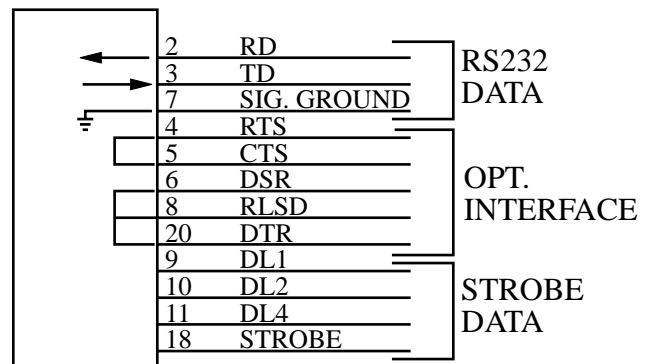 2 RD
3 TD
7 SIG. GROUND
RS232
DATA
4 RTS
5 CTS
6 DSR
8 RLSD
20 DTR
OPT.
INTERFACE
9 DL1
10 DL2
11 DL4
18 STROBE
STROBE
DATA